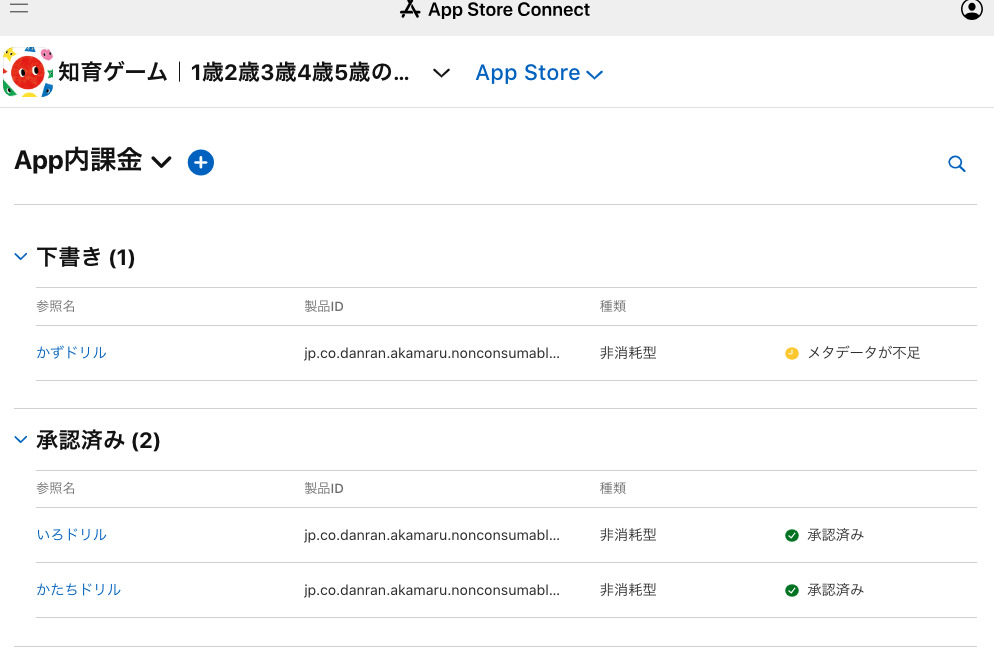 App Store Connect
知育ゲーム｜1歳2歳3歳4歳5歳の... App Store
App内課金
下書き (1)
参照名 製品ID 種類
かずドリル jp.co.danran.akamaru.nonconsumabl... 非消耗型 メタデータが不足
承認済み (2)
参照名 製品ID 種類
いろドリル jp.co.danran.akamaru.nonconsumabl... 非消耗型 承認済み
かたちドリル jp.co.danran.akamaru.nonconsumabl... 非消耗型 承認済み